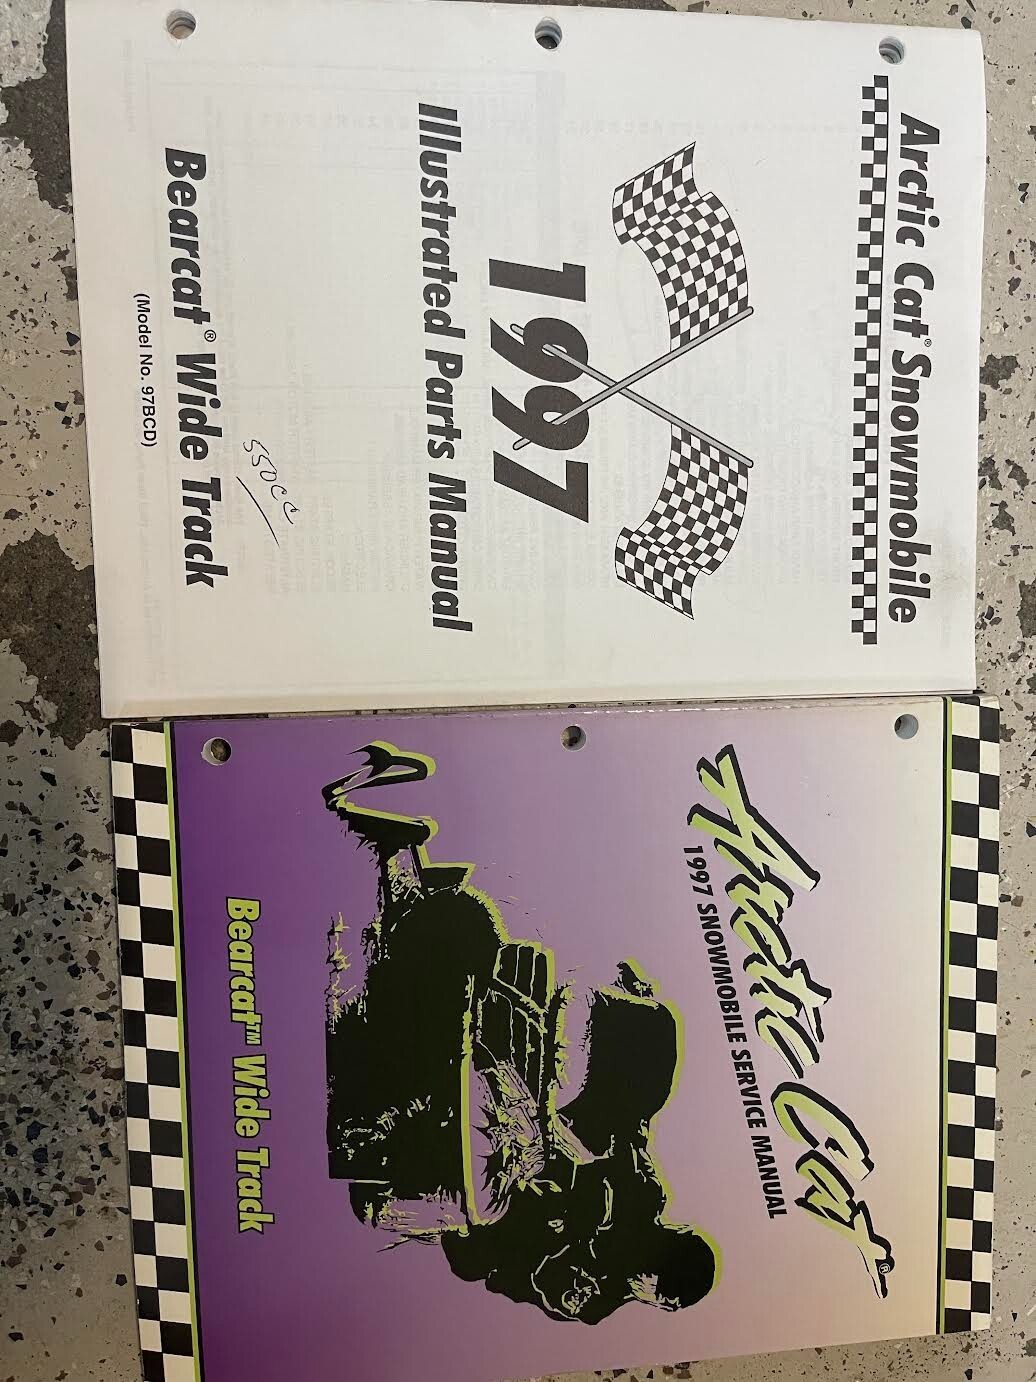 Arctic Cat® Snowmobile
1997
Illustrated Parts Manual
550cc
Bearcat® Wide Track
(Model No. 97BCD)
Arctic Cat®
1997 SNOWMOBILE SERVICE MANUAL
Bearcat™ Wide Track